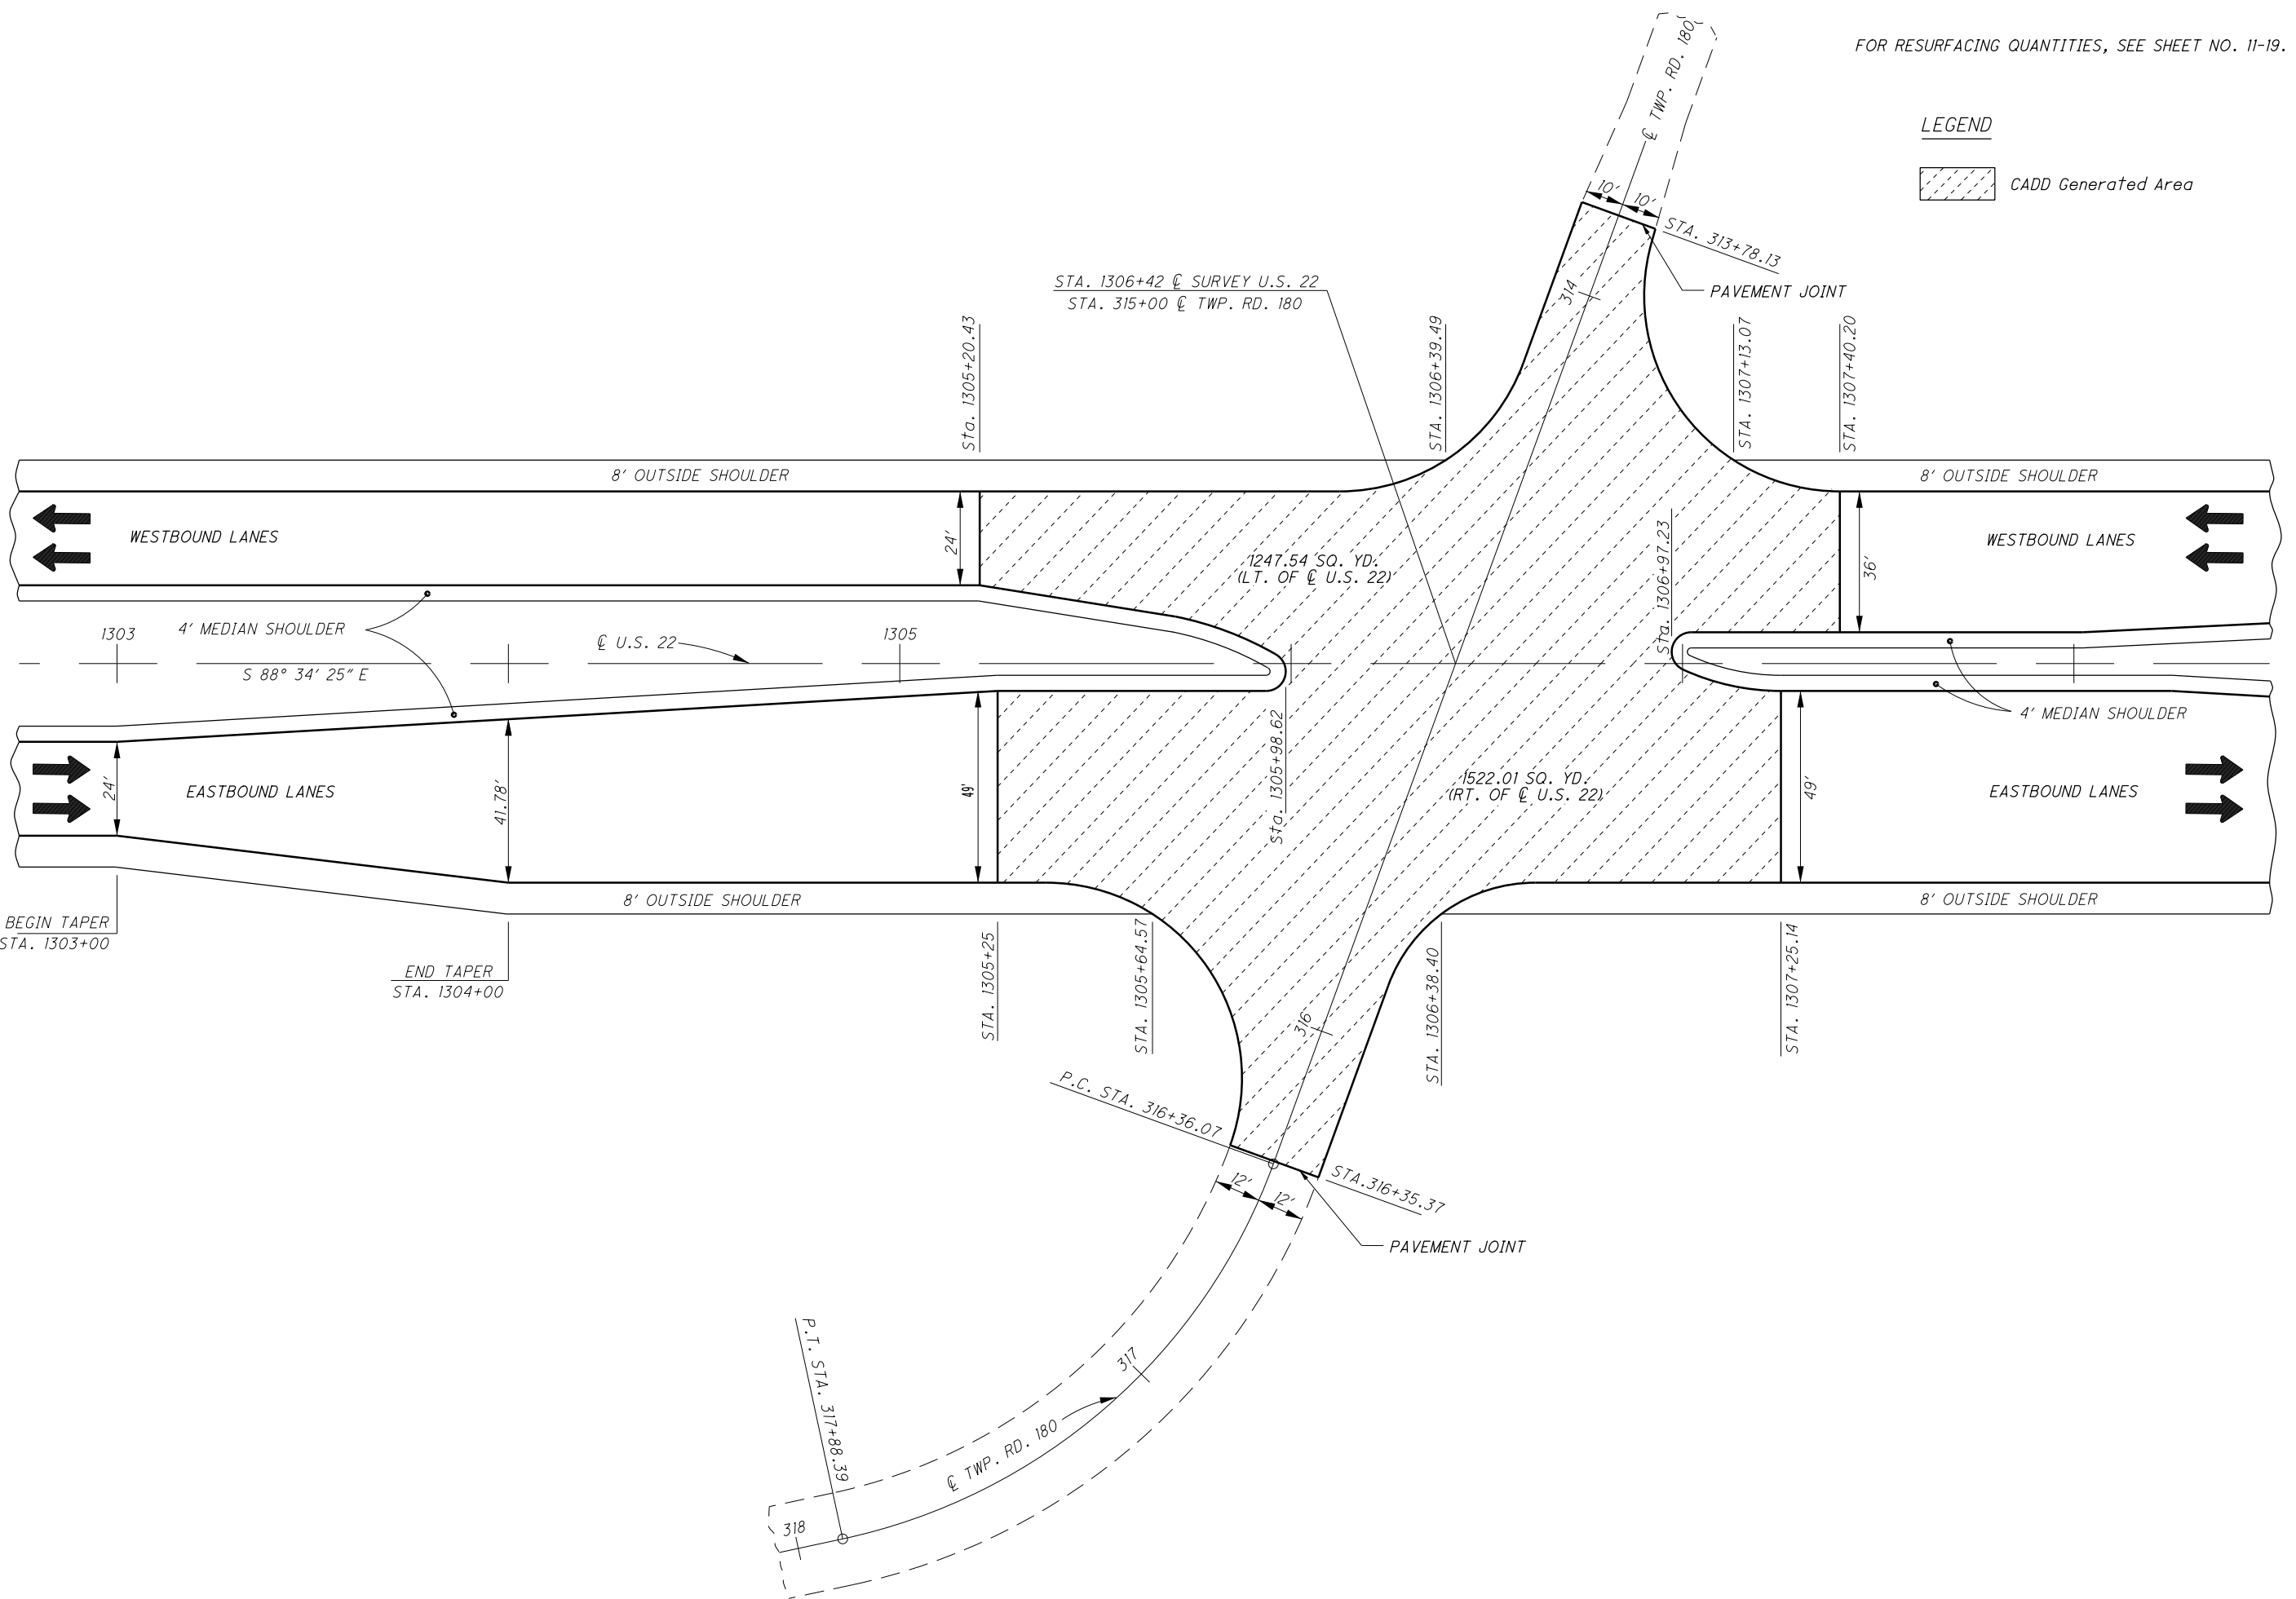 FOR RESURFACING QUANTITIES, SEE SHEET NO. 11-19.
LEGEND
CADD Generated Area
℄ TWP. RD. 180
10'
10'
STA. 313+78.13
PAVEMENT JOINT
314
STA. 1306+42 ℄ SURVEY U.S. 22
STA. 315+00 ℄ TWP. RD. 180
Sta. 1305+20.43
STA. 1306+39.49
STA. 1307+13.07
STA. 1307+40.20
8' OUTSIDE SHOULDER
8' OUTSIDE SHOULDER
WESTBOUND LANES
24'
1247.54 SQ. YD.
(LT. OF ℄ U.S. 22)
Sta. 1306+97.23
36'
WESTBOUND LANES
1303
4' MEDIAN SHOULDER
℄ U.S. 22
1305
S 88° 34' 25" E
4' MEDIAN SHOULDER
24'
EASTBOUND LANES
41.78'
49'
Sta. 1305+98.62
1522.01 SQ. YD.
(RT. OF ℄ U.S. 22)
49'
EASTBOUND LANES
8' OUTSIDE SHOULDER
8' OUTSIDE SHOULDER
BEGIN TAPER
STA. 1303+00
END TAPER
STA. 1304+00
STA. 1305+25
STA. 1305+64.57
STA. 1306+38.40
STA. 1307+25.14
316
P.C. STA. 316+36.07
STA.316+35.37
12'
12'
PAVEMENT JOINT
P.T. STA. 317+88.39
317
℄ TWP. RD. 180
318